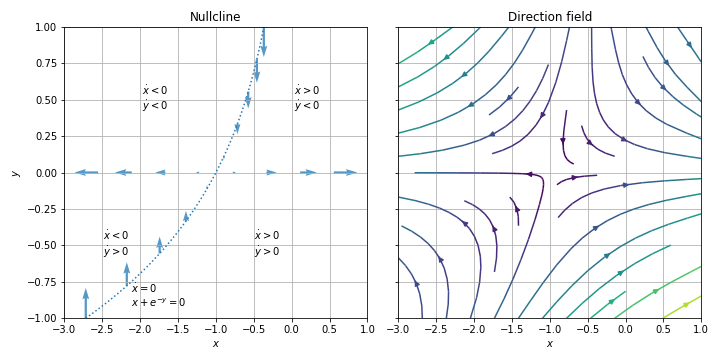 Nullcline
Direction field
1.00
0.75
0.50
0.25
0.00
−0.25
−0.50
−0.75
−1.00
y
ẋ < 0
ẏ < 0
ẋ > 0
ẏ < 0
ẋ < 0
ẏ > 0
ẋ > 0
ẏ > 0
ẋ = 0
x + e⁻ʸ = 0
−3.0 −2.5 −2.0 −1.5 −1.0 −0.5 0.0 0.5 1.0
x
−3.0 −2.5 −2.0 −1.5 −1.0 −0.5 0.0 0.5 1.0
x